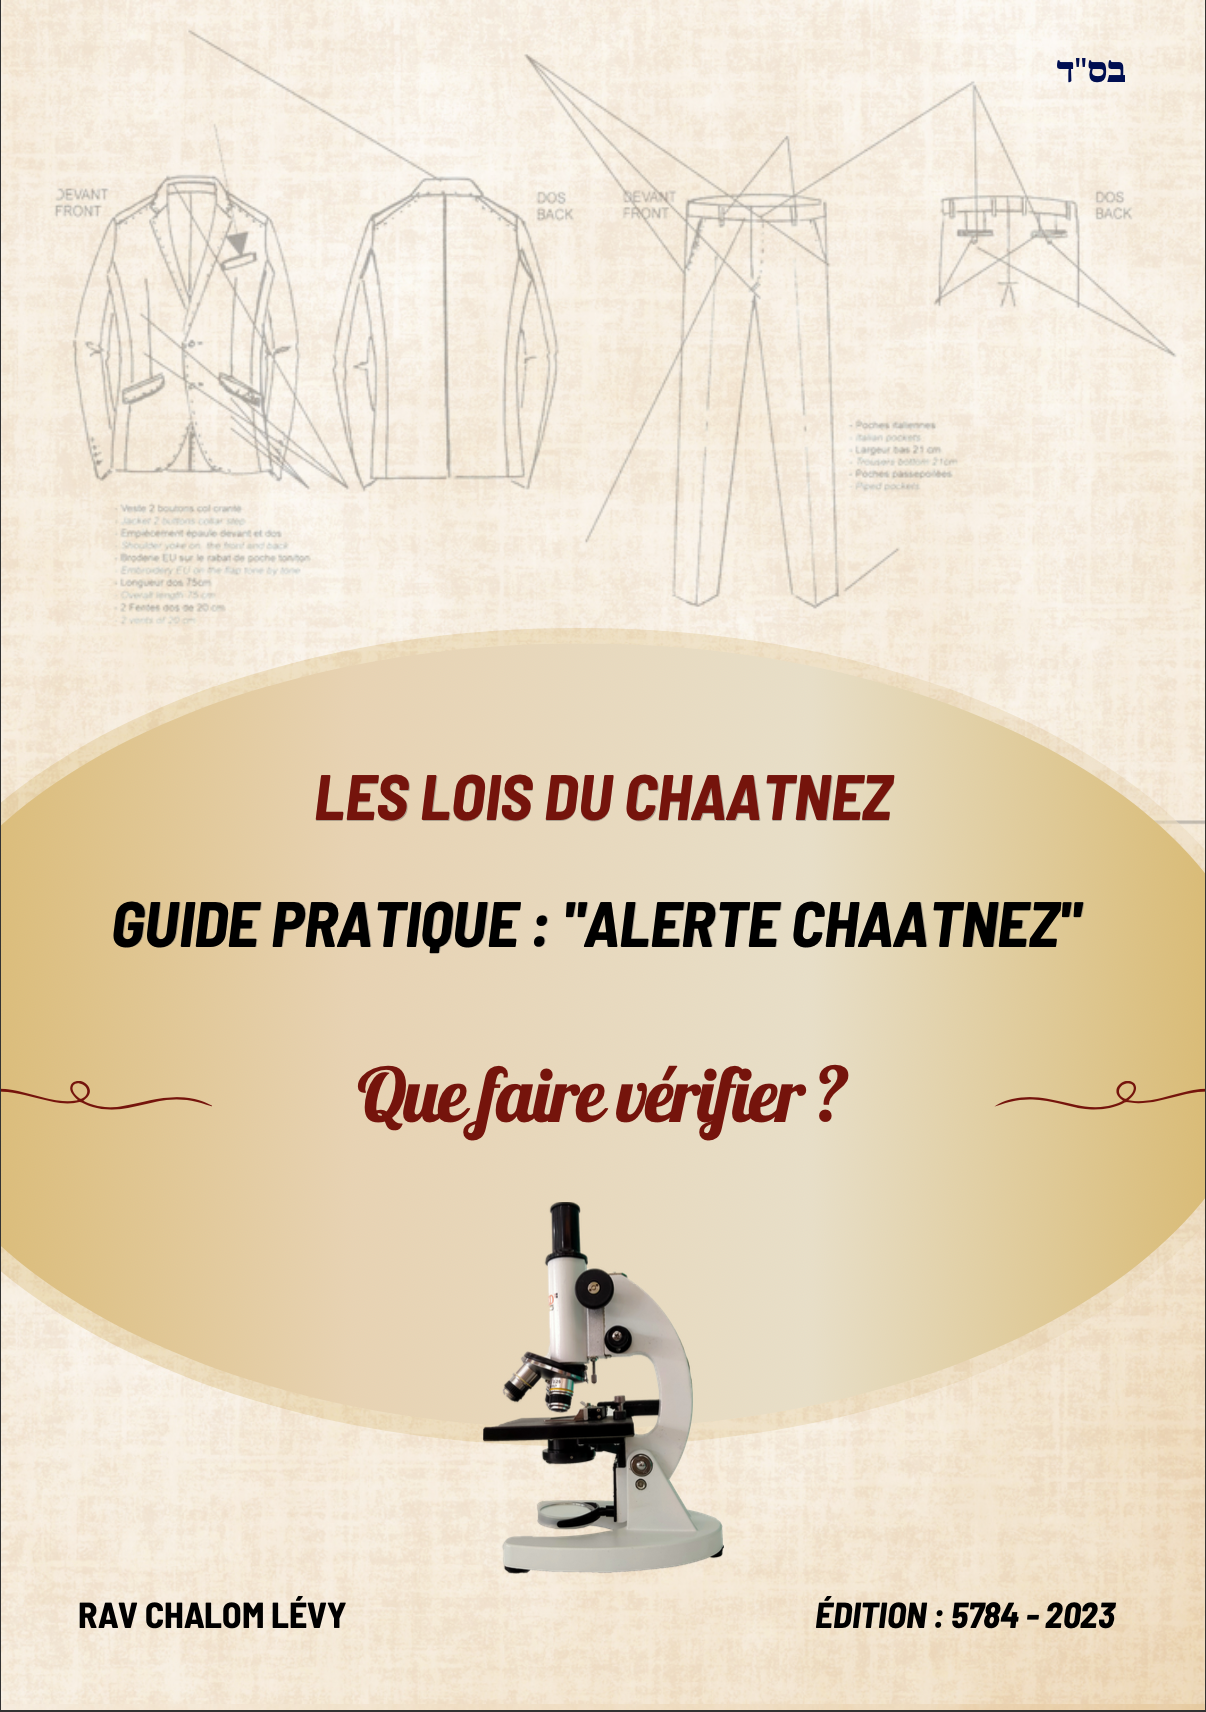 בס"ד
DEVANT
FRONT
DOS
BACK
DEVANT
FRONT
DOS
BACK
- Poches italiennes
- Italian pockets
- Largeur bas 21 cm
- Trousers bottom 21cm
- Poches passepoilées
Piped pockets
- Veste 2 boutons col cranté
- Jacket 2 buttons collar step
- Empiècement épaule devant et dos
- Shoulder yoke on the front and back
- Broderie EU sur le rabat de poche ton/ton
- Embroidery EU on the flap tone by tone
- Longueur dos 75cm
Overall length 75 cm
- 2 Fentes dos de 20 cm
2 vents of 20 cm
LES LOIS DU CHAATNEZ
GUIDE PRATIQUE : "ALERTE CHAATNEZ"
Que faire vérifier ?
RAV CHALOM LÉVY
ÉDITION : 5784 - 2023